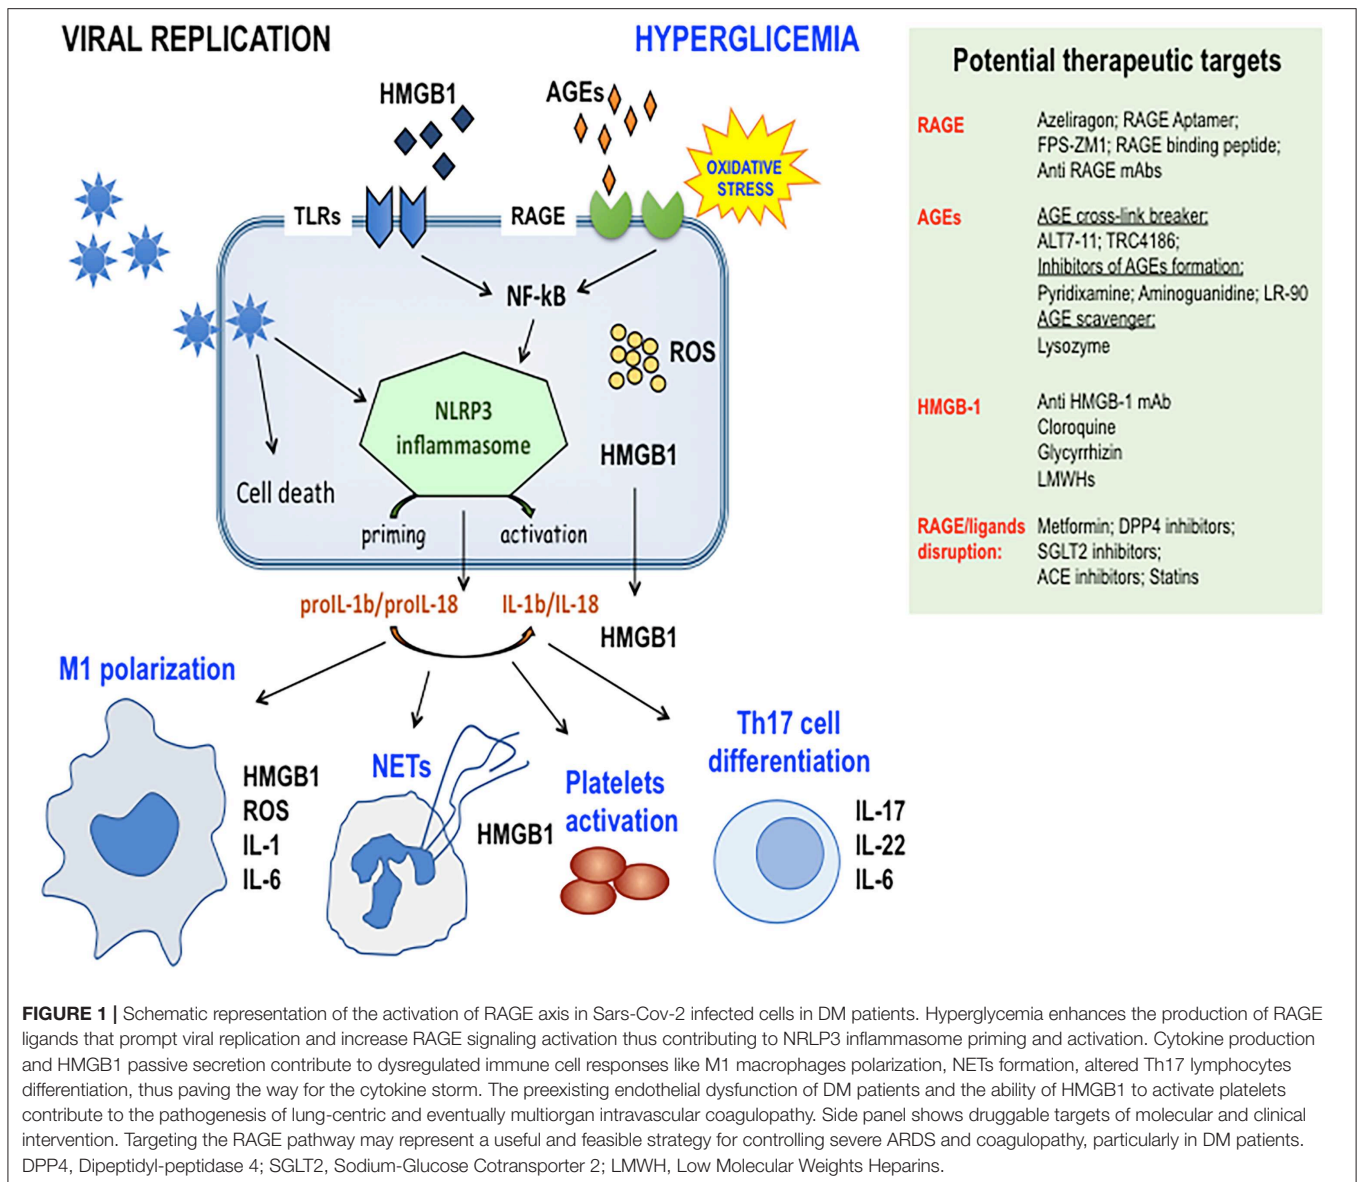 VIRAL REPLICATION
HYPERGLICEMIA
HMGB1
AGEs
OXIDATIVE
STRESS
TLRs
RAGE
NF-kB
ROS
NLRP3
inflammasome
HMGB1
Cell death
priming
activation
proIL-1b/proIL-18
IL-1b/IL-18
HMGB1
M1 polarization
HMGB1
ROS
IL-1
IL-6
NETs
HMGB1
Platelets
activation
Th17 cell
differentiation
IL-17
IL-22
IL-6
Potential therapeutic targets
RAGE
Azeliragon; RAGE Aptamer;
FPS-ZM1; RAGE binding peptide;
Anti RAGE mAbs
AGEs
AGE cross-link breaker:
ALT7-11; TRC4186;
Inhibitors of AGEs formation:
Pyridixamine; Aminoguanidine; LR-90
AGE scavenger:
Lysozyme
HMGB-1
Anti HMGB-1 mAb
Cloroquine
Glycyrrhizin
LMWHs
RAGE/ligands
disruption:
Metformin; DPP4 inhibitors;
SGLT2 inhibitors;
ACE inhibitors; Statins
FIGURE 1 | Schematic representation of the activation of RAGE axis in Sars-Cov-2 infected cells in DM patients. Hyperglycemia enhances the production of RAGE
ligands that prompt viral replication and increase RAGE signaling activation thus contributing to NRLP3 inflammasome priming and activation. Cytokine production
and HMGB1 passive secretion contribute to dysregulated immune cell responses like M1 macrophages polarization, NETs formation, altered Th17 lymphocytes
differentiation, thus paving the way for the cytokine storm. The preexisting endothelial dysfunction of DM patients and the ability of HMGB1 to activate platelets
contribute to the pathogenesis of lung-centric and eventually multiorgan intravascular coagulopathy. Side panel shows druggable targets of molecular and clinical
intervention. Targeting the RAGE pathway may represent a useful and feasible strategy for controlling severe ARDS and coagulopathy, particularly in DM patients.
DPP4, Dipeptidyl-peptidase 4; SGLT2, Sodium-Glucose Cotransporter 2; LMWH, Low Molecular Weights Heparins.